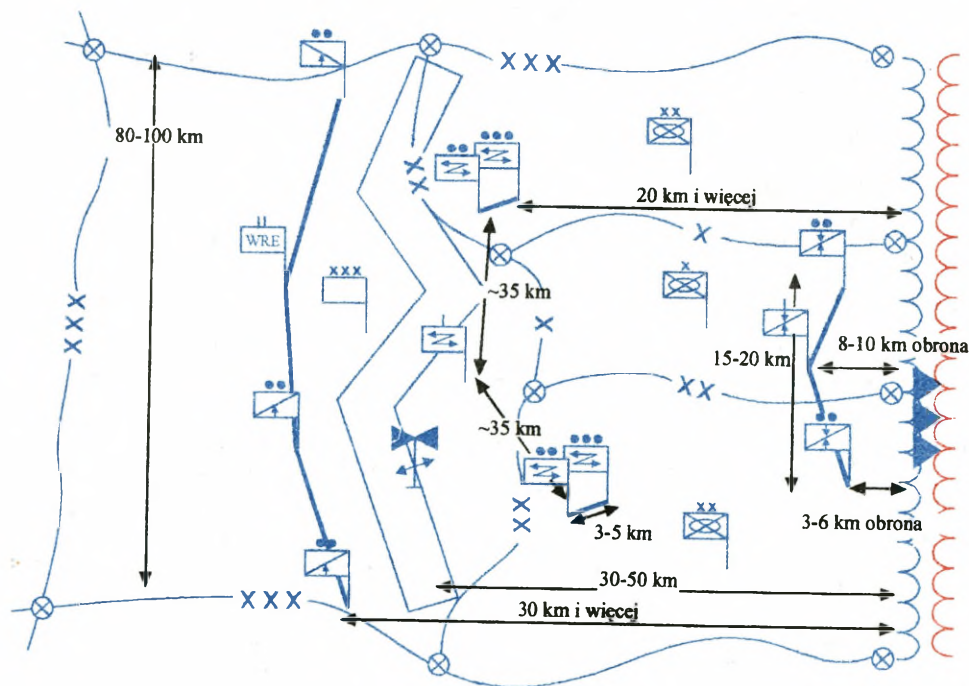 XXX
80-100 km
XX
xx
20 km i więcej
WRE
X
xxx
x
~35 km
XXX
X
8-10 km obrona
15-20 km
XX
~35 km
XX
xx
3-5 km
3-6 km obrona
30-50 km
XXX
30 km i więcej